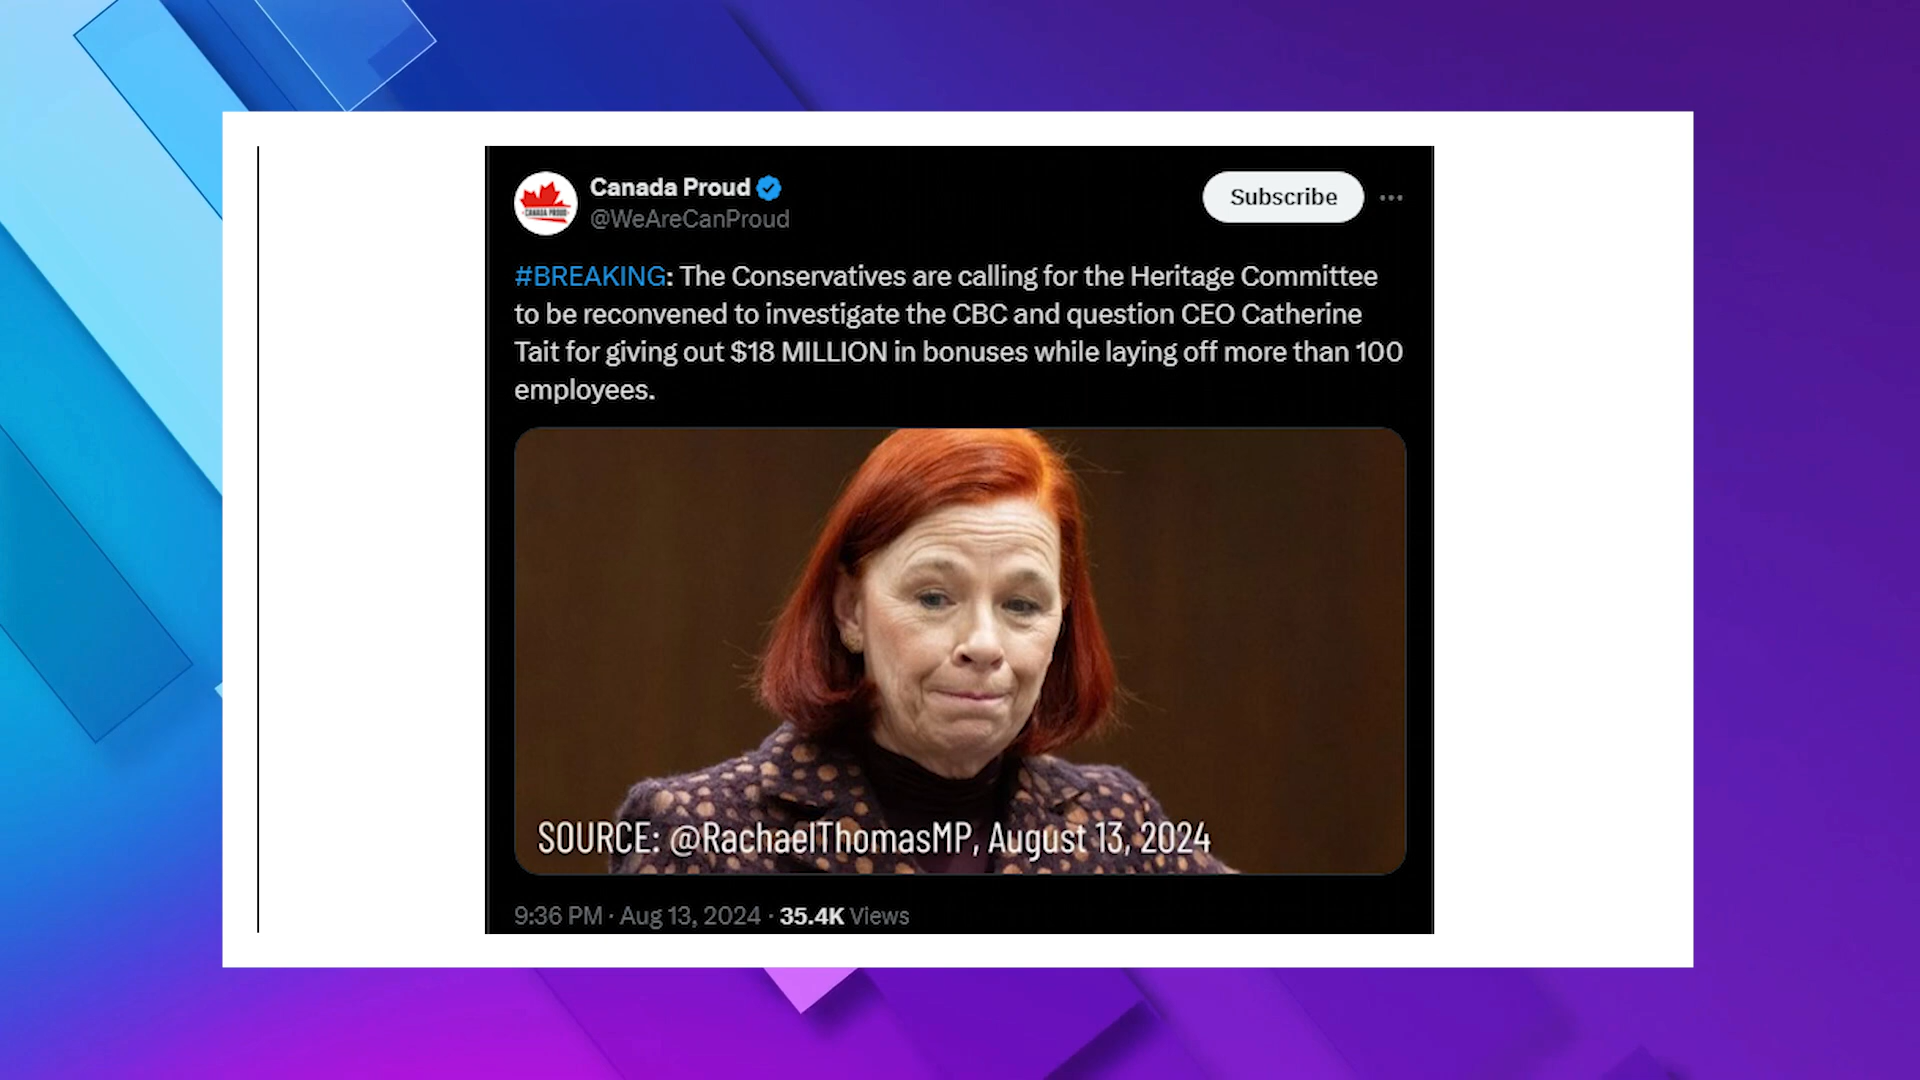 Canada Proud
@WeAreCanProud
Subscribe
CANADA PROUD
#BREAKING: The Conservatives are calling for the Heritage Committee
to be reconvened to investigate the CBC and question CEO Catherine
Tait for giving out $18 MILLION in bonuses while laying off more than 100
employees.
SOURCE: @RachaelThomasMP, August 13, 2024
9:36 PM · Aug 13, 2024 · 35.4K Views